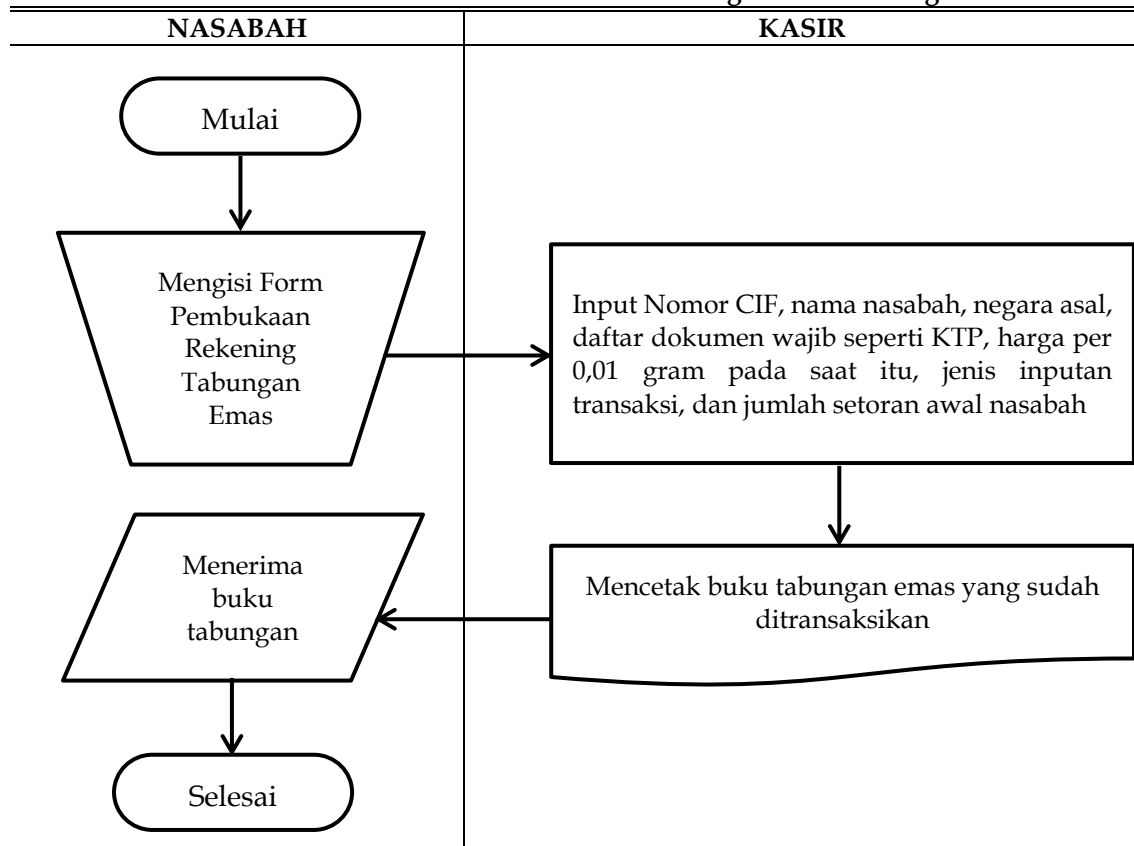 NASABAH
KASIR
Mulai
Mengisi Form
Pembukaan
Rekening
Tabungan
Emas
Input Nomor CIF, nama nasabah, negara asal,
daftar dokumen wajib seperti KTP, harga per
0,01 gram pada saat itu, jenis inputan
transaksi, dan jumlah setoran awal nasabah
Mencetak buku tabungan emas yang sudah
ditransaksikan
Menerima
buku
tabungan
Selesai